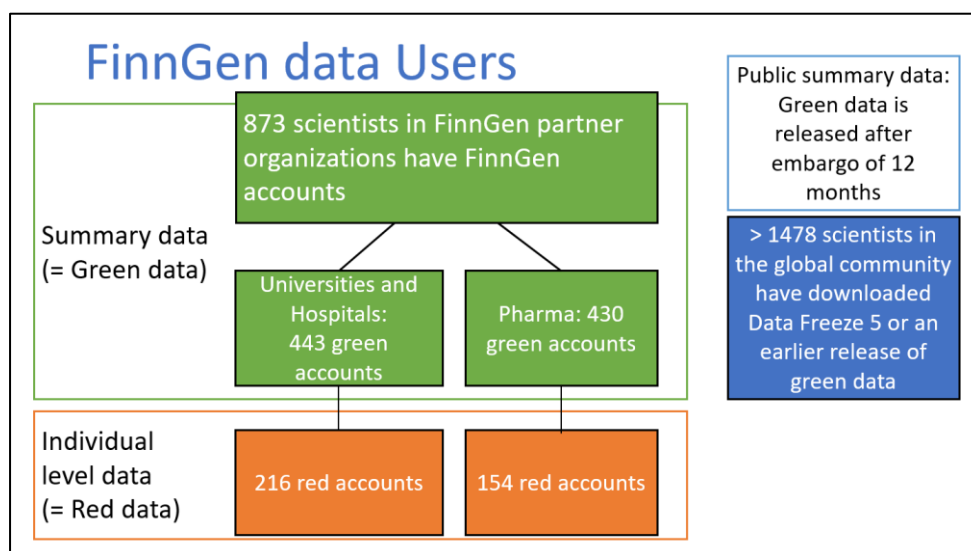 FinnGen data Users
873 scientists in FinnGen partner
organizations have FinnGen
accounts
Summary data
(= Green data)
Universities and
Hospitals:
443 green
accounts
Pharma: 430
green accounts
Individual
level data
(= Red data)
216 red accounts
154 red accounts
Public summary data:
Green data is
released after
embargo of 12
months
> 1478 scientists in
the global community
have downloaded
Data Freeze 5 or an
earlier release of
green data